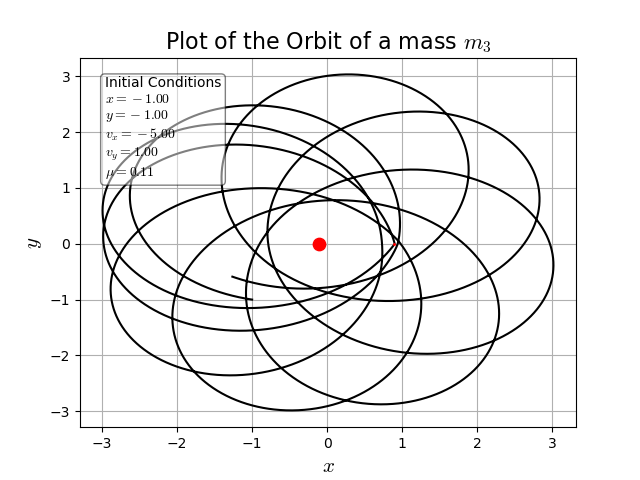 Plot of the Orbit of a mass m₃
Initial Conditions
x = −1.00
y = −1.00
vₓ = −5.00
v_y = 1.00
μ = 0.11
3
2
1
0
−1
−2
−3
y
−3 −2 −1 0 1 2 3
x